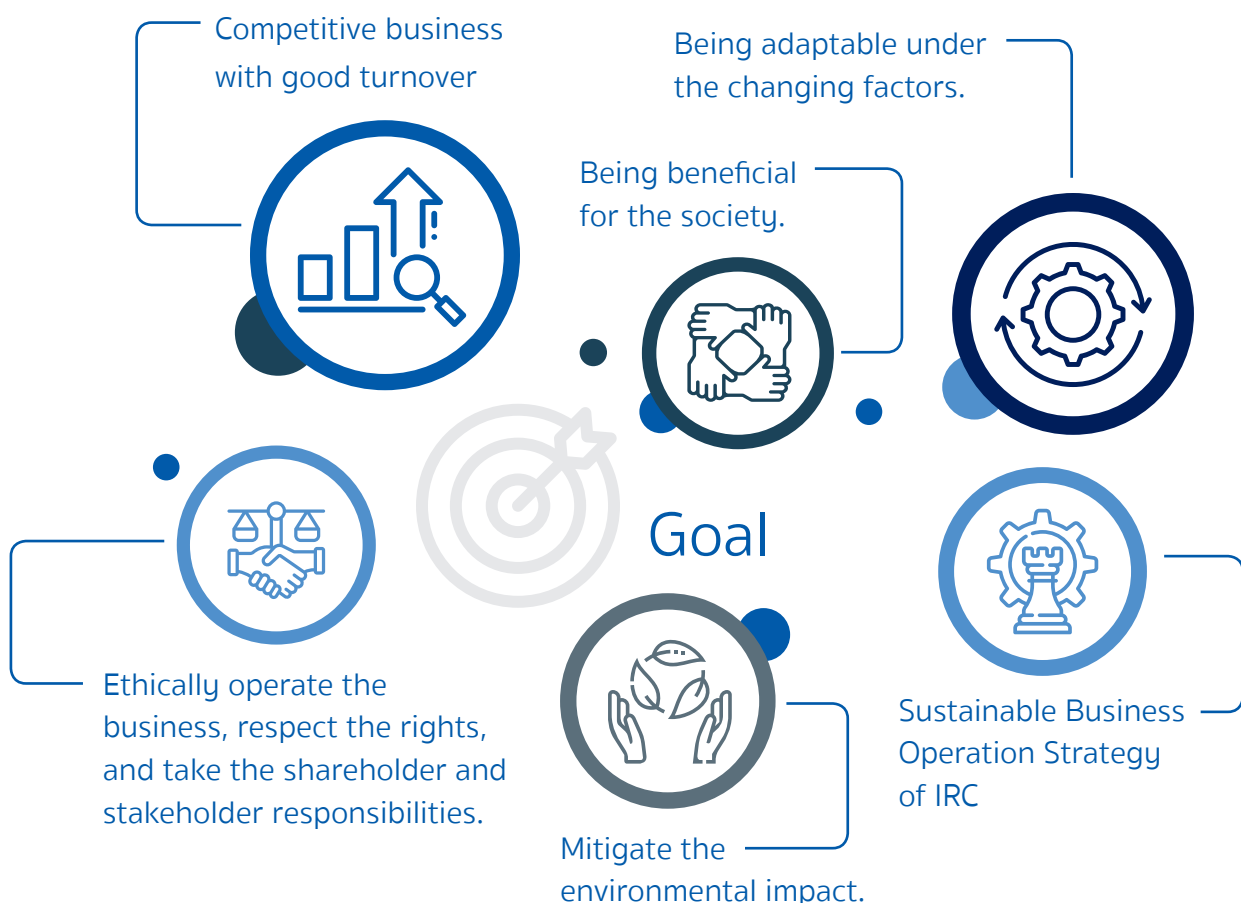 Competitive business
with good turnover
Being adaptable under
the changing factors.
Being beneficial
for the society.
Goal
Ethically operate the
business, respect the rights,
and take the shareholder and
stakeholder responsibilities.
Sustainable Business
Operation Strategy
of IRC
Mitigate the
environmental impact.